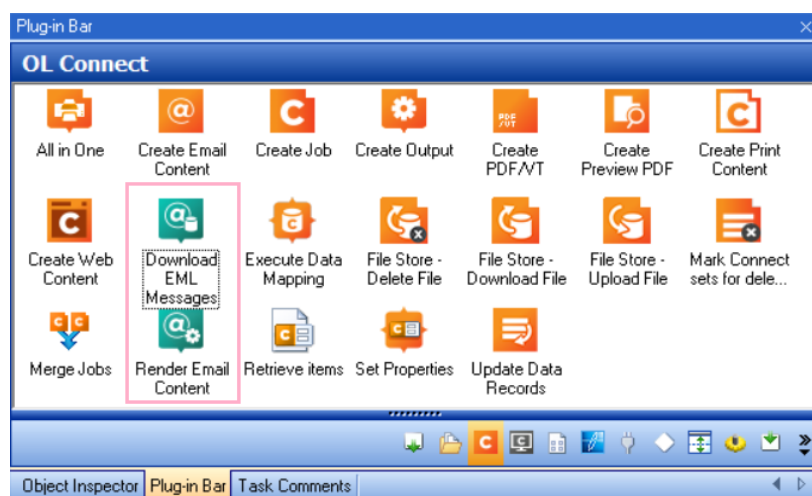 Plug-in Bar
OL Connect
All in One
Create Email
Content
Create Job
Create Output
Create
PDF/VT
Create
Preview PDF
Create Print
Content
Create Web
Content
Download
EML
Messages
Execute Data
Mapping
File Store -
Delete File
File Store -
Download File
File Store -
Upload File
Mark Connect
sets for dele...
Merge Jobs
Render Email
Content
Retrieve items
Set Properties
Update Data
Records
Object Inspector
Plug-in Bar
Task Comments